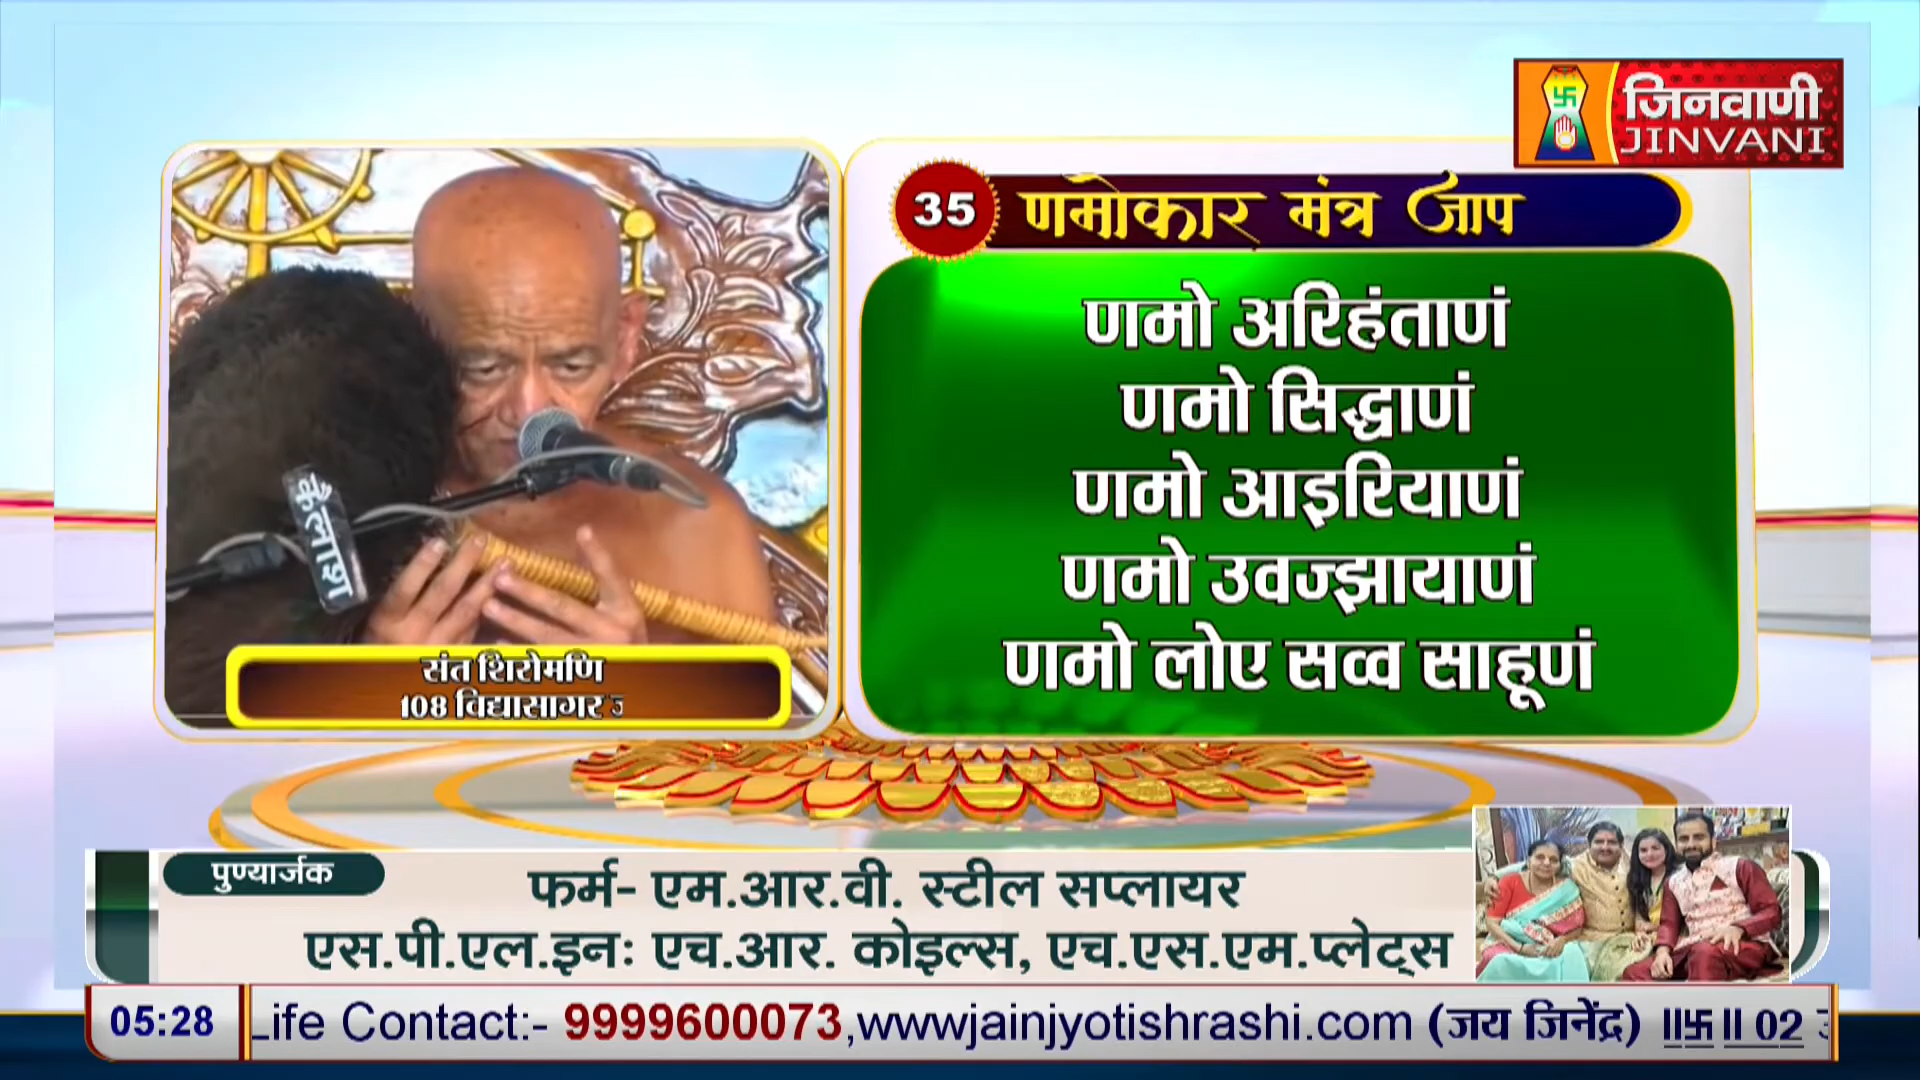 जिनवाणी
JINVANI
35 णमोकार मंत्र जाप
णमो अरिहंताणं
णमो सिद्धाणं
णमो आइरियाणं
णमो उवज्झायाणं
णमो लोए सव्व साहूणं
कैलाश
संत शिरोमणि
108 विद्यासागर
पुण्यार्जक
फर्म- एम.आर.वी. स्टील सप्लायर
एस.पी.एल.इनः एच.आर. कोइल्स, एच.एस.एम.प्लेट्स
05:28 Life Contact:- 9999600073,wwwjainjyotishrashi.com (जय जिनेंद्र) ॥卐॥ 02